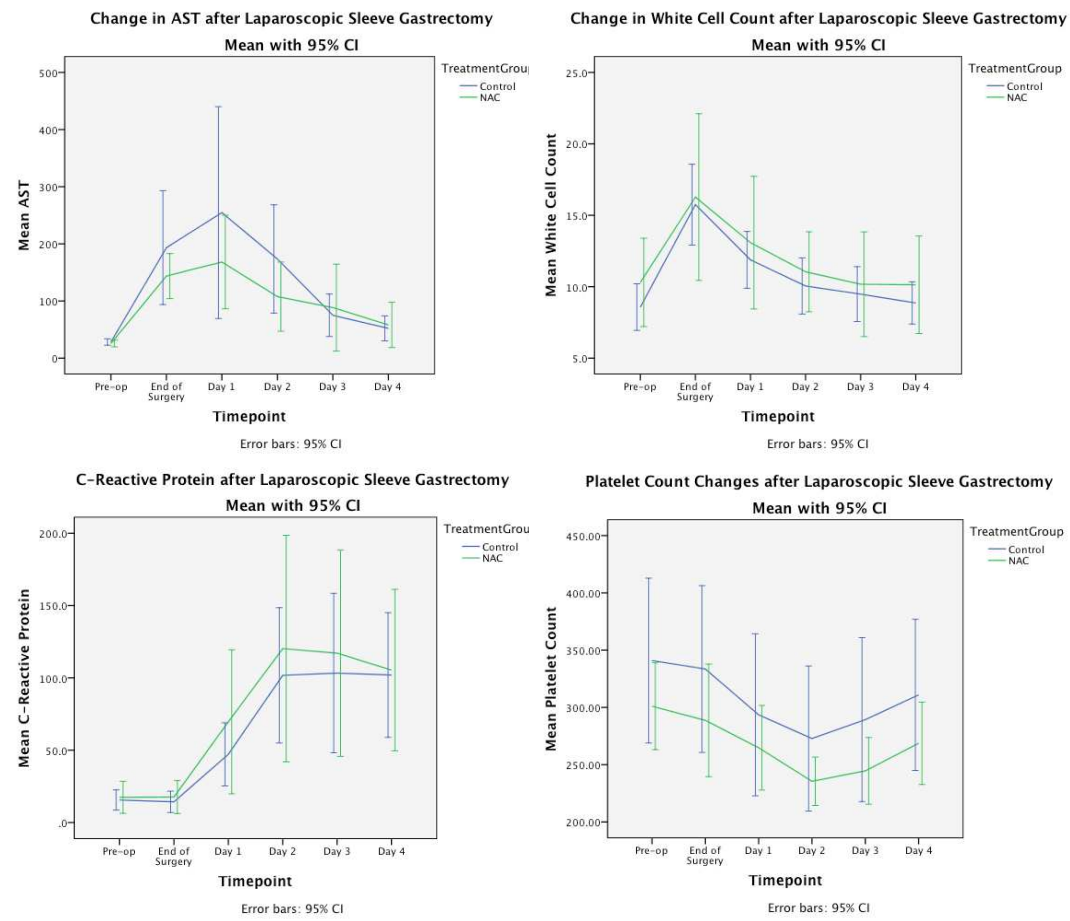 Change in AST after Laparoscopic Sleeve Gastrectomy
Mean with 95% CI
Mean AST
500
400
300
200
100
0
TreatmentGrou
Control
NAC
Pre-op
End of
Surgery
Day 1
Day 2
Day 3
Day 4
Timepoint
Error bars: 95% CI
Change in White Cell Count after Laparoscopic Sleeve Gastrectomy
Mean with 95% CI
Mean White Cell Count
25.0
20.0
15.0
10.0
5.0
TreatmentGroup
Control
NAC
Pre-op
End of
Surgery
Day 1
Day 2
Day 3
Day 4
Timepoint
Error bars: 95% CI
C-Reactive Protein after Laparoscopic Sleeve Gastrectomy
Mean with 95% CI
Mean C-Reactive Protein
200.0
150.0
100.0
50.0
.0
TreatmentGrou
Control
NAC
Pre-op
End of
Surgery
Day 1
Day 2
Day 3
Day 4
Timepoint
Error bars: 95% CI
Platelet Count Changes after Laparoscopic Sleeve Gastrectomy
Mean with 95% CI
Mean Platelet Count
450.00
400.00
350.00
300.00
250.00
200.00
TreatmentGroup
Control
NAC
Pre-op
End of
Surgery
Day 1
Day 2
Day 3
Day 4
Timepoint
Error bars: 95% CI